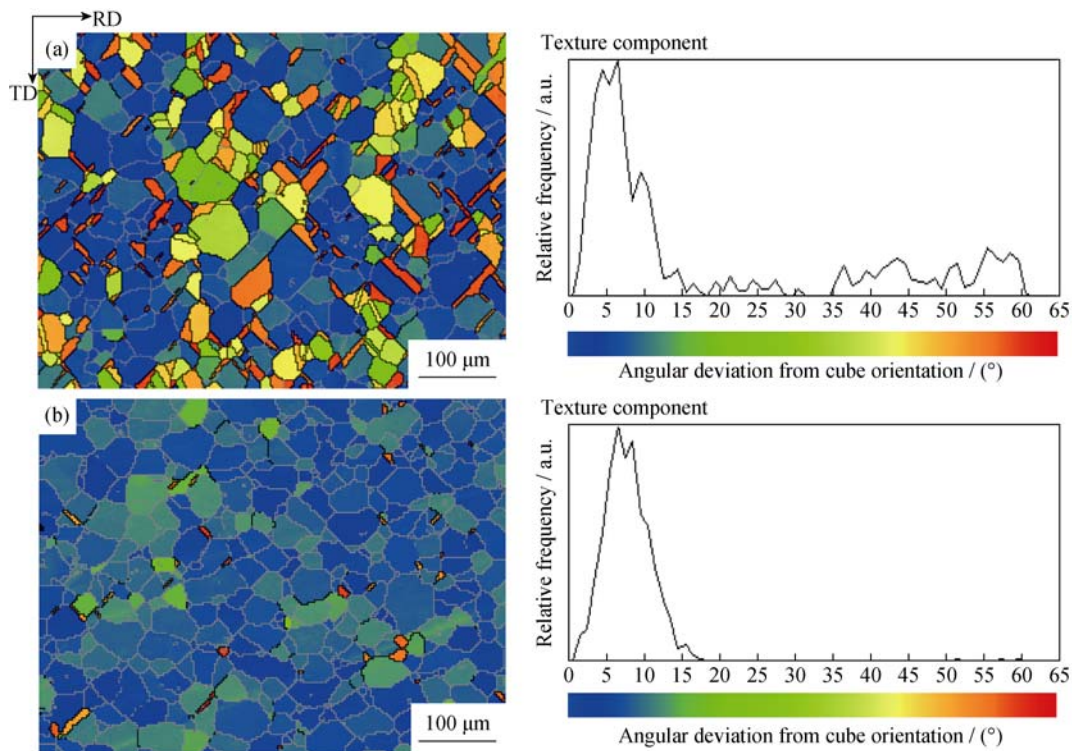 RD
TD
(a)
100 μm
Texture component
Relative frequency / a.u.
0 5 10 15 20 25 30 35 40 45 50 55 60 65
Angular deviation from cube orientation / (°)
(b)
100 μm
Texture component
Relative frequency / a.u.
0 5 10 15 20 25 30 35 40 45 50 55 60 65
Angular deviation from cube orientation / (°)